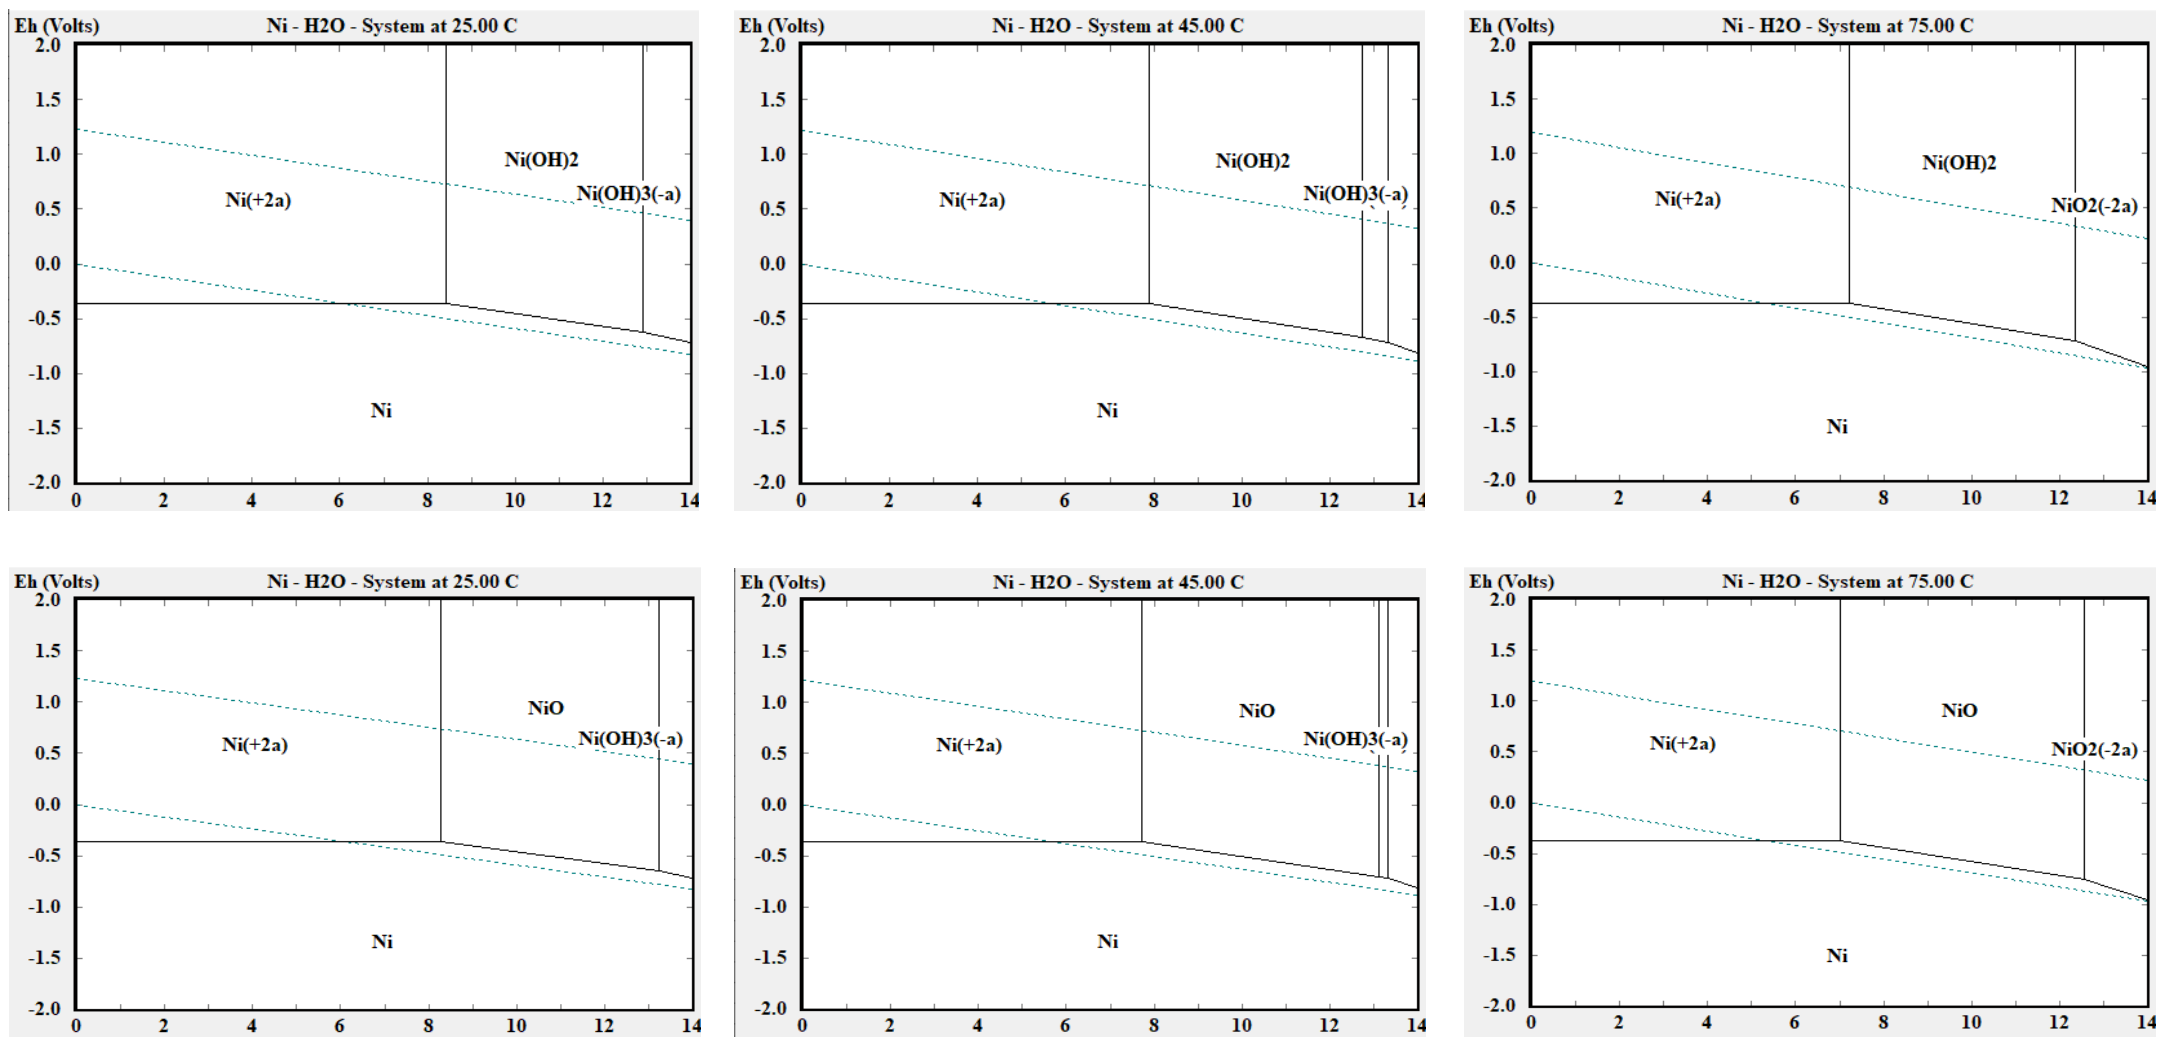 Eh (Volts) Ni - H2O - System at 25.00 C
2.0
1.5
1.0
0.5
0.0
-0.5
-1.0
-1.5
-2.0
Ni(OH)2
Ni(OH)3(-a)
Ni(+2a)
Ni
0 2 4 6 8 10 12 14
Eh (Volts) Ni - H2O - System at 45.00 C
2.0
1.5
1.0
0.5
0.0
-0.5
-1.0
-1.5
-2.0
Ni(OH)2
Ni(OH)3(-a)
Ni(+2a)
Ni
0 2 4 6 8 10 12 14
Eh (Volts) Ni - H2O - System at 75.00 C
2.0
1.5
1.0
0.5
0.0
-0.5
-1.0
-1.5
-2.0
Ni(OH)2
Ni(+2a)
NiO2(-2a)
Ni
0 2 4 6 8 10 12 14
Eh (Volts) Ni - H2O - System at 25.00 C
2.0
1.5
1.0
0.5
0.0
-0.5
-1.0
-1.5
-2.0
NiO
Ni(OH)3(-a)
Ni(+2a)
Ni
0 2 4 6 8 10 12 14
Eh (Volts) Ni - H2O - System at 45.00 C
2.0
1.5
1.0
0.5
0.0
-0.5
-1.0
-1.5
-2.0
NiO
Ni(OH)3(-a)
Ni(+2a)
Ni
0 2 4 6 8 10 12 14
Eh (Volts) Ni - H2O - System at 75.00 C
2.0
1.5
1.0
0.5
0.0
-0.5
-1.0
-1.5
-2.0
NiO
Ni(+2a)
NiO2(-2a)
Ni
0 2 4 6 8 10 12 14